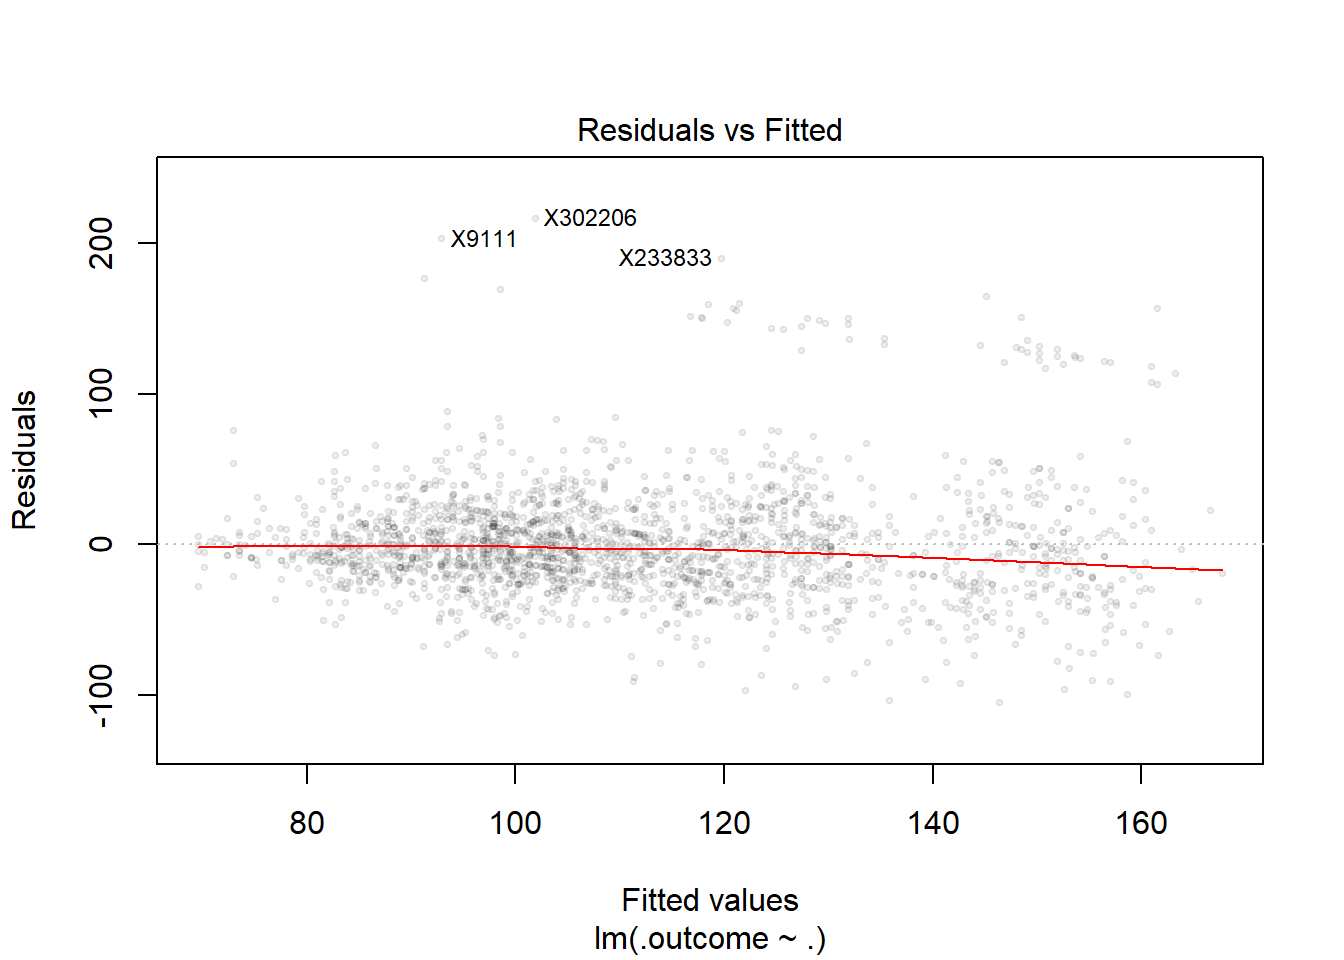 Residuals vs Fitted
X302206
X9111
X233833
Residuals
200
100
0
-100
80 100 120 140 160
Fitted values
lm(.outcome ~ .)